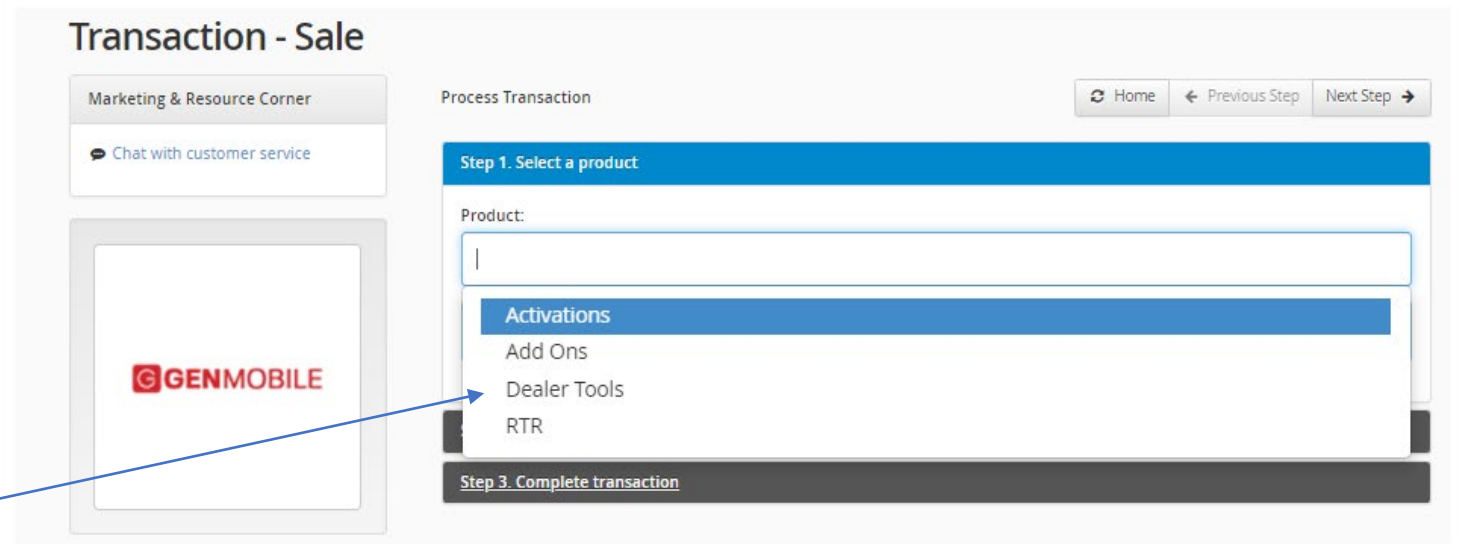 Transaction - Sale
Marketing & Resource Corner
Chat with customer service
GENMOBILE
Process Transaction
Home
Previous Step
Next Step
Step 1. Select a product
Product:
Activations
Add Ons
Dealer Tools
RTR
Step 3. Complete transaction